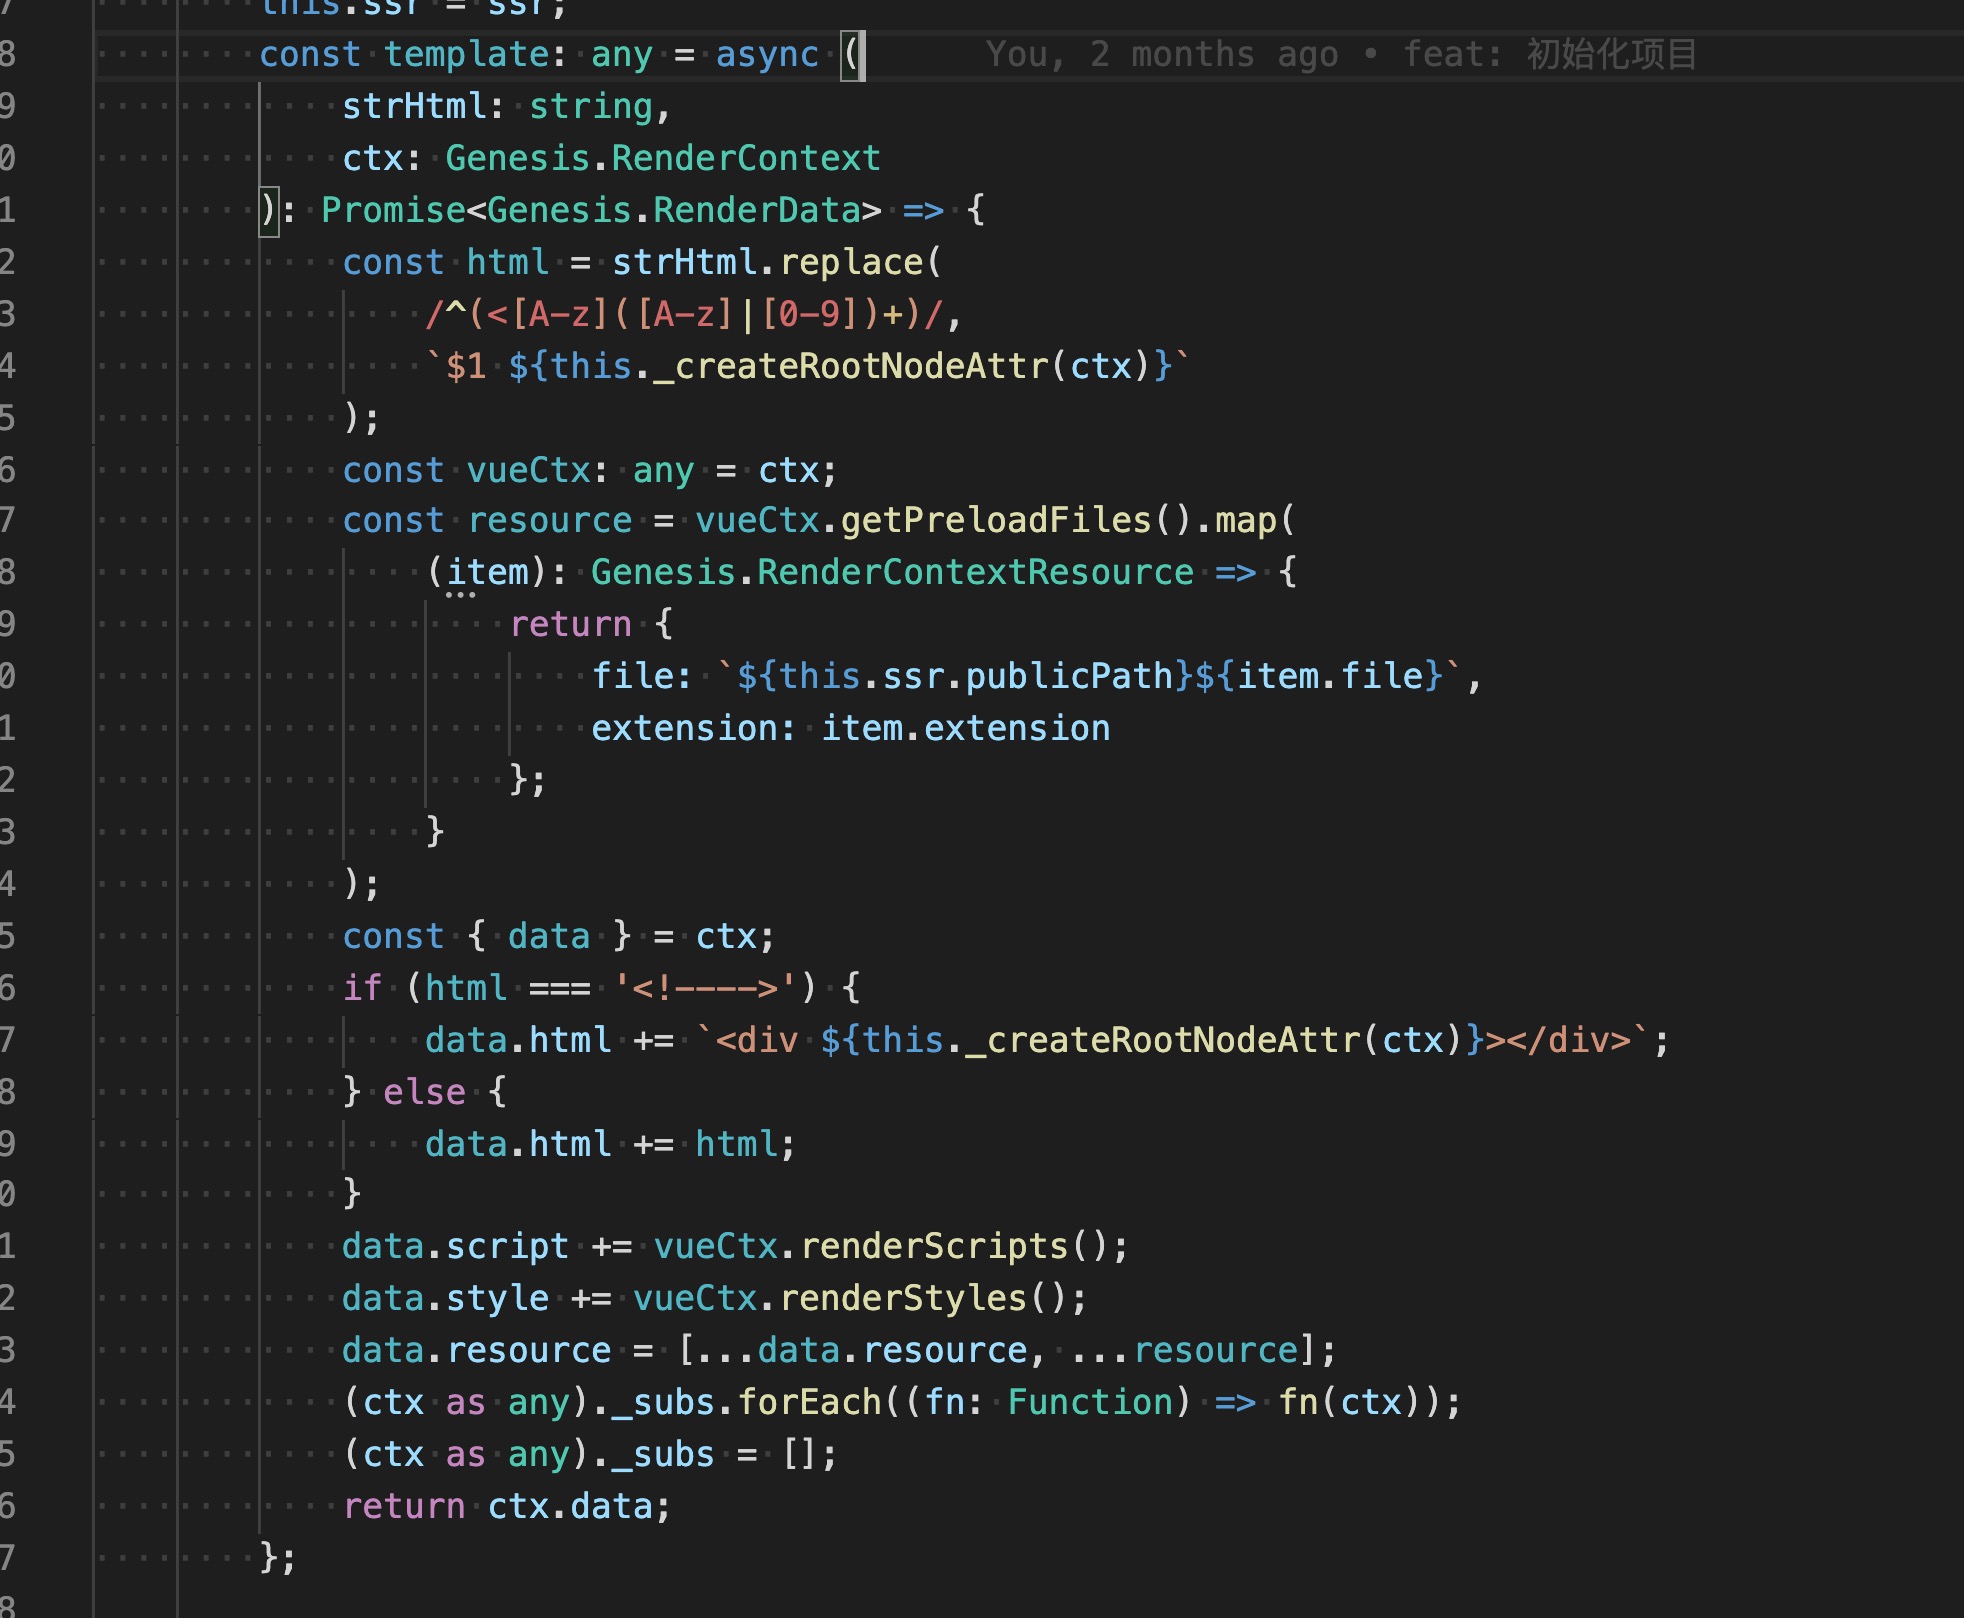 7 this.ssr = ssr;
8 const template: any = async ( You, 2 months ago • feat: 初始化项目
9 strHtml: string,
0 ctx: Genesis.RenderContext
1 ): Promise<Genesis.RenderData> => {
2 const html = strHtml.replace(
3 /^(<[A-z]([A-z]|[0-9])+)/,
4 `$1 ${this._createRootNodeAttr(ctx)}`
5 );
6 const vueCtx: any = ctx;
7 const resource = vueCtx.getPreloadFiles().map(
8 (item): Genesis.RenderContextResource => {
9 return {
0 file: `${this.ssr.publicPath}${item.file}`,
1 extension: item.extension
2 };
3 }
4 );
5 const { data } = ctx;
6 if (html === '<!---->') {
7 data.html += `<div ${this._createRootNodeAttr(ctx)}></div>`;
8 } else {
9 data.html += html;
0 }
1 data.script += vueCtx.renderScripts();
2 data.style += vueCtx.renderStyles();
3 data.resource = [...data.resource, ...resource];
4 (ctx as any)._subs.forEach((fn: Function) => fn(ctx));
5 (ctx as any)._subs = [];
6 return ctx.data;
7 };
8